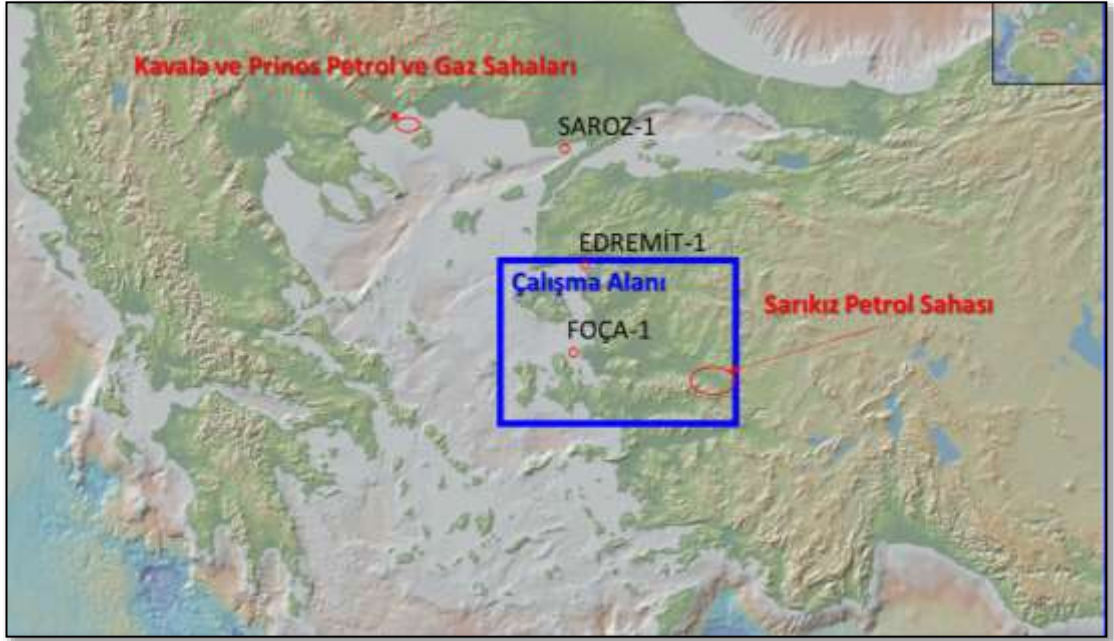 Kavala ve Prinos Petrol ve Gaz Sahaları
SAROZ-1
EDREMİT-1
Çalışma Alanı
Sarıkız Petrol Sahası
FOÇA-1